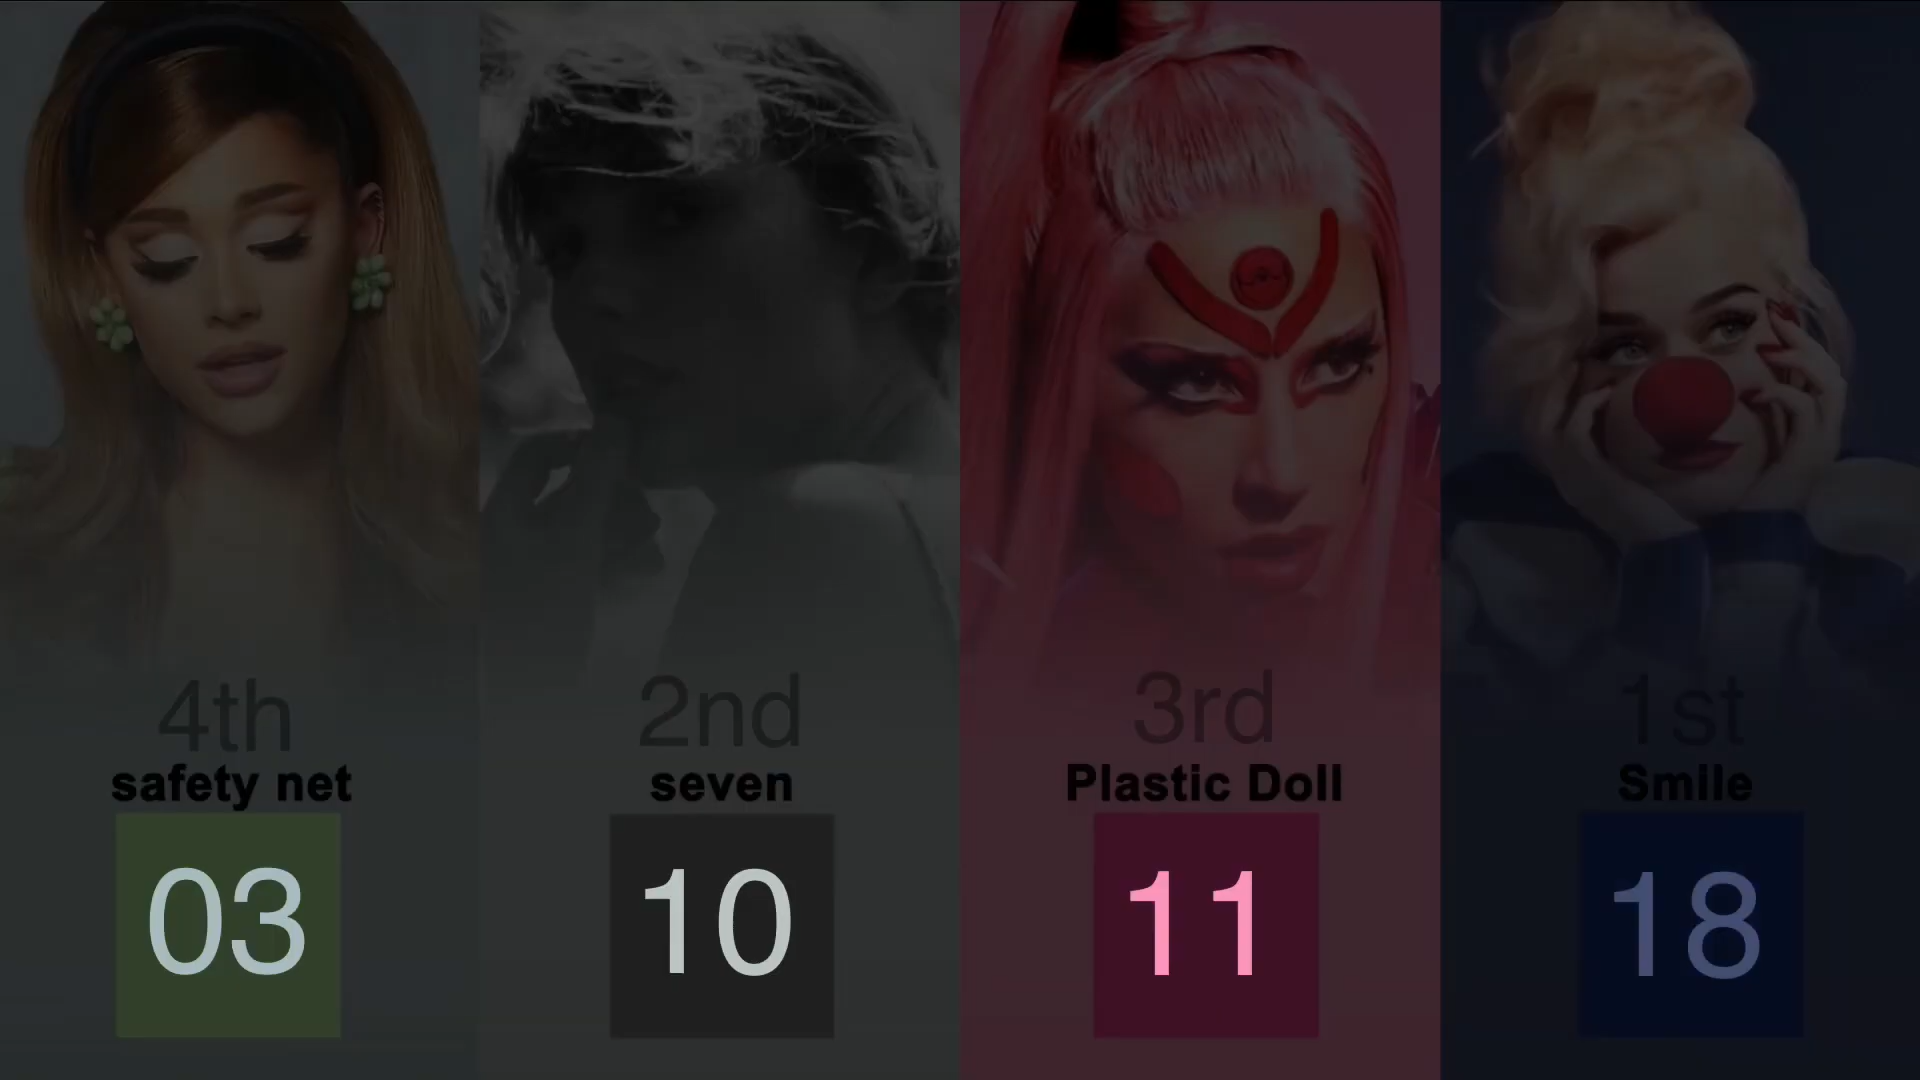 4th
safety net
03
2nd
seven
10
3rd
Plastic Doll
11
1st
Smile
18